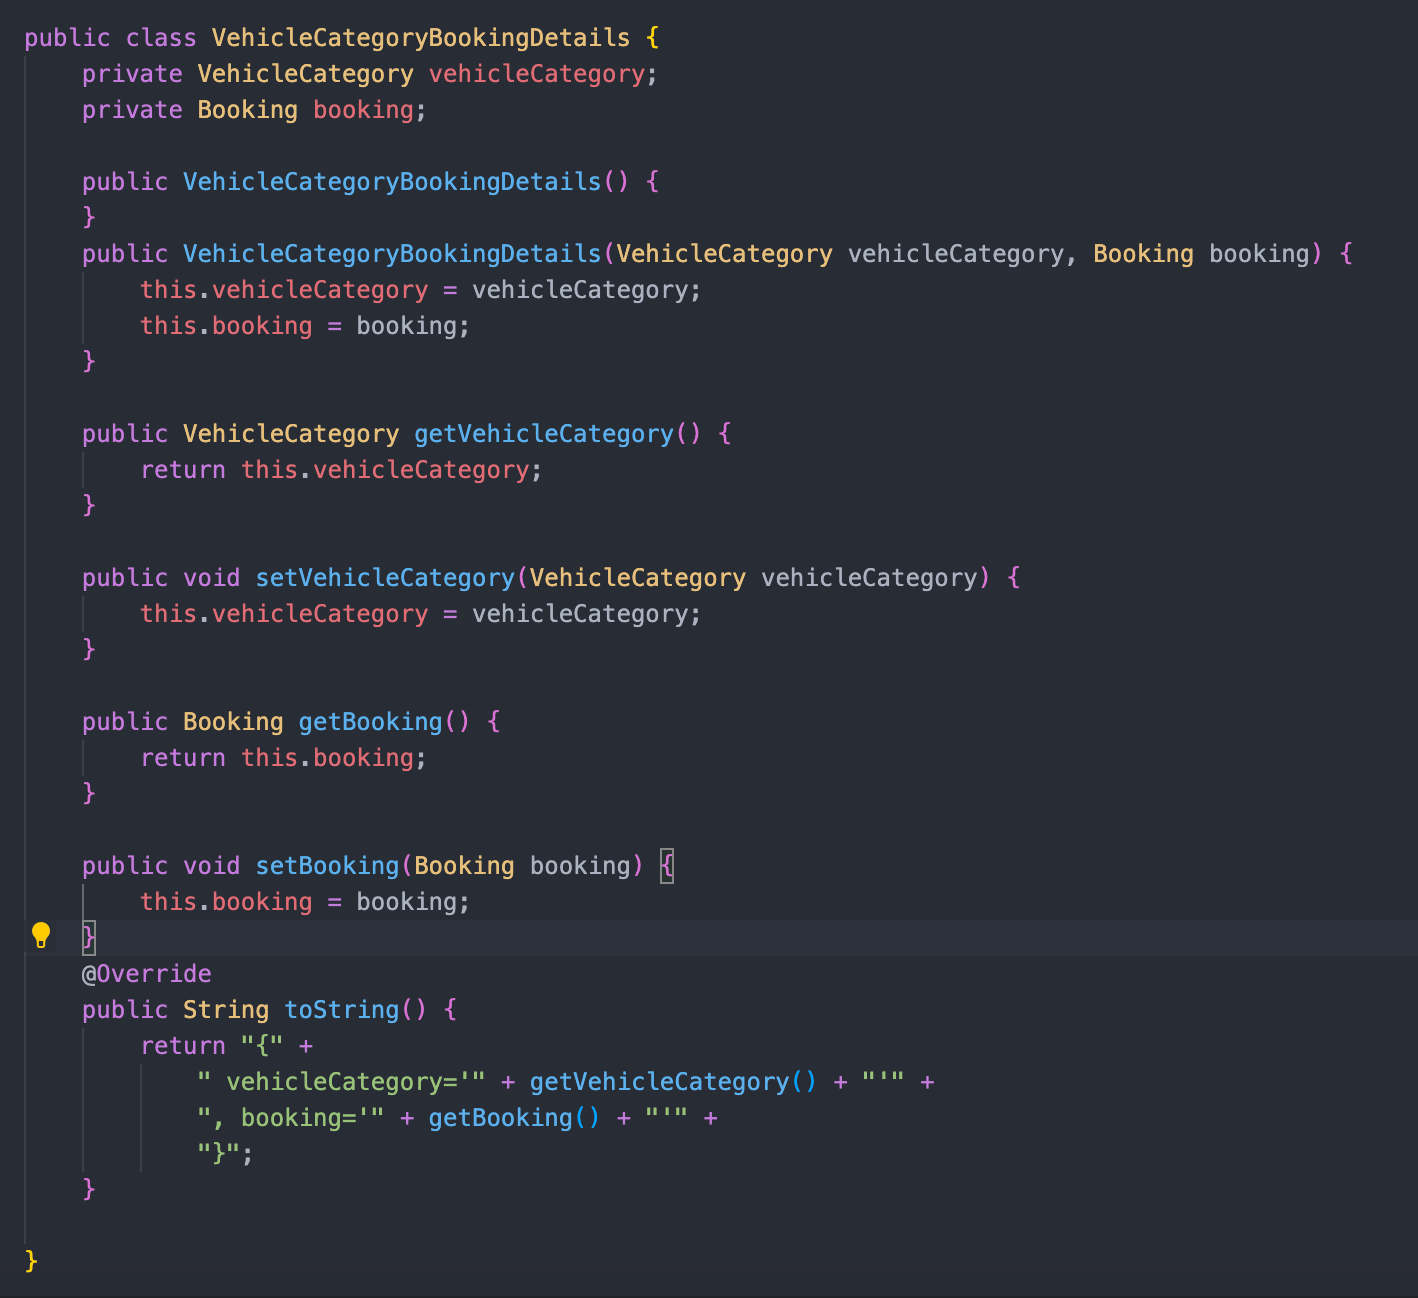 public class VehicleCategoryBookingDetails {
    private VehicleCategory vehicleCategory;
    private Booking booking;

    public VehicleCategoryBookingDetails() {
    }
    public VehicleCategoryBookingDetails(VehicleCategory vehicleCategory, Booking booking) {
        this.vehicleCategory = vehicleCategory;
        this.booking = booking;
    }

    public VehicleCategory getVehicleCategory() {
        return this.vehicleCategory;
    }

    public void setVehicleCategory(VehicleCategory vehicleCategory) {
        this.vehicleCategory = vehicleCategory;
    }

    public Booking getBooking() {
        return this.booking;
    }

    public void setBooking(Booking booking) {
        this.booking = booking;
    }
    @Override
    public String toString() {
        return "{" +
            " vehicleCategory='" + getVehicleCategory() + "'" +
            ", booking='" + getBooking() + "'" +
            "}";
    }

}